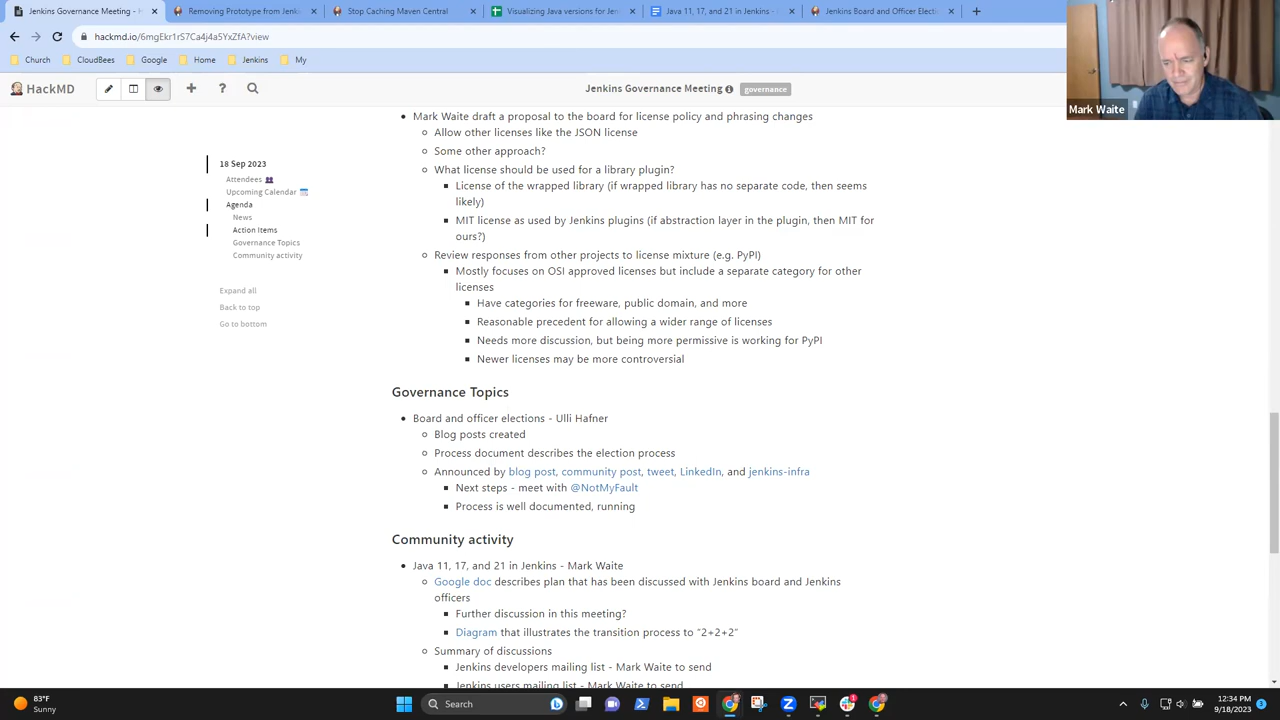 Jenkins Governance Meeting - Ha
Removing Prototype from Jenk
Stop Caching Maven Central
Visualizing Java versions for Jen
Java 11, 17, and 21 in Jenkins -
Jenkins Board and Officer Electi
hackmd.io/6mgEkr1rS7Ca4j4a5YxZfA?view
Church
CloudBees
Google
Home
Jenkins
My
HackMD
Jenkins Governance Meeting
governance
Mark Waite
18 Sep 2023
Attendees
Upcoming Calendar
Agenda
News
Action Items
Governance Topics
Community activity
Expand all
Back to top
Go to bottom
Mark Waite draft a proposal to the board for license policy and phrasing changes
Allow other licenses like the JSON license
Some other approach?
What license should be used for a library plugin?
License of the wrapped library (if wrapped library has no separate code, then seems
likely)
MIT license as used by Jenkins plugins (if abstraction layer in the plugin, then MIT for
ours?)
Review responses from other projects to license mixture (e.g. PyPI)
Mostly focuses on OSI approved licenses but include a separate category for other
licenses
Have categories for freeware, public domain, and more
Reasonable precedent for allowing a wider range of licenses
Needs more discussion, but being more permissive is working for PyPI
Newer licenses may be more controversial
Governance Topics
Board and officer elections - Ulli Hafner
Blog posts created
Process document describes the election process
Announced by blog post, community post, tweet, LinkedIn, and jenkins-infra
Next steps - meet with @NotMyFault
Process is well documented, running
Community activity
Java 11, 17, and 21 in Jenkins - Mark Waite
Google doc describes plan that has been discussed with Jenkins board and Jenkins
officers
Further discussion in this meeting?
Diagram that illustrates the transition process to "2+2+2"
Summary of discussions
Jenkins developers mailing list - Mark Waite to send
Jenkins users mailing list - Mark Waite to send
83°F
Sunny
Search
12:34 PM
9/18/2023